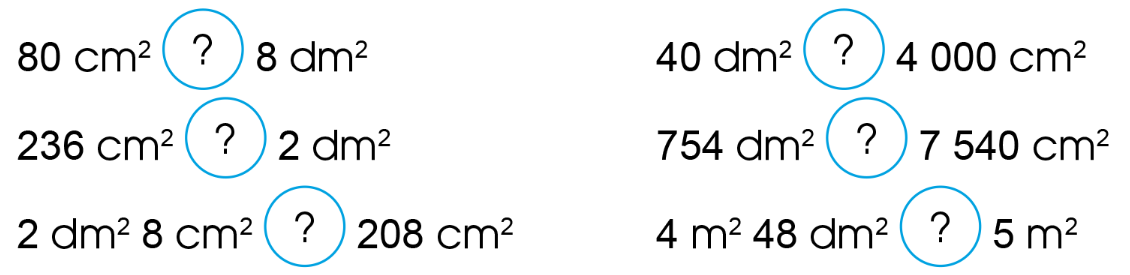 80 cm² ? 8 dm²
40 dm² ? 4 000 cm²
236 cm² ? 2 dm²
754 dm² ? 7 540 cm²
2 dm² 8 cm² ? 208 cm²
4 m² 48 dm² ? 5 m²